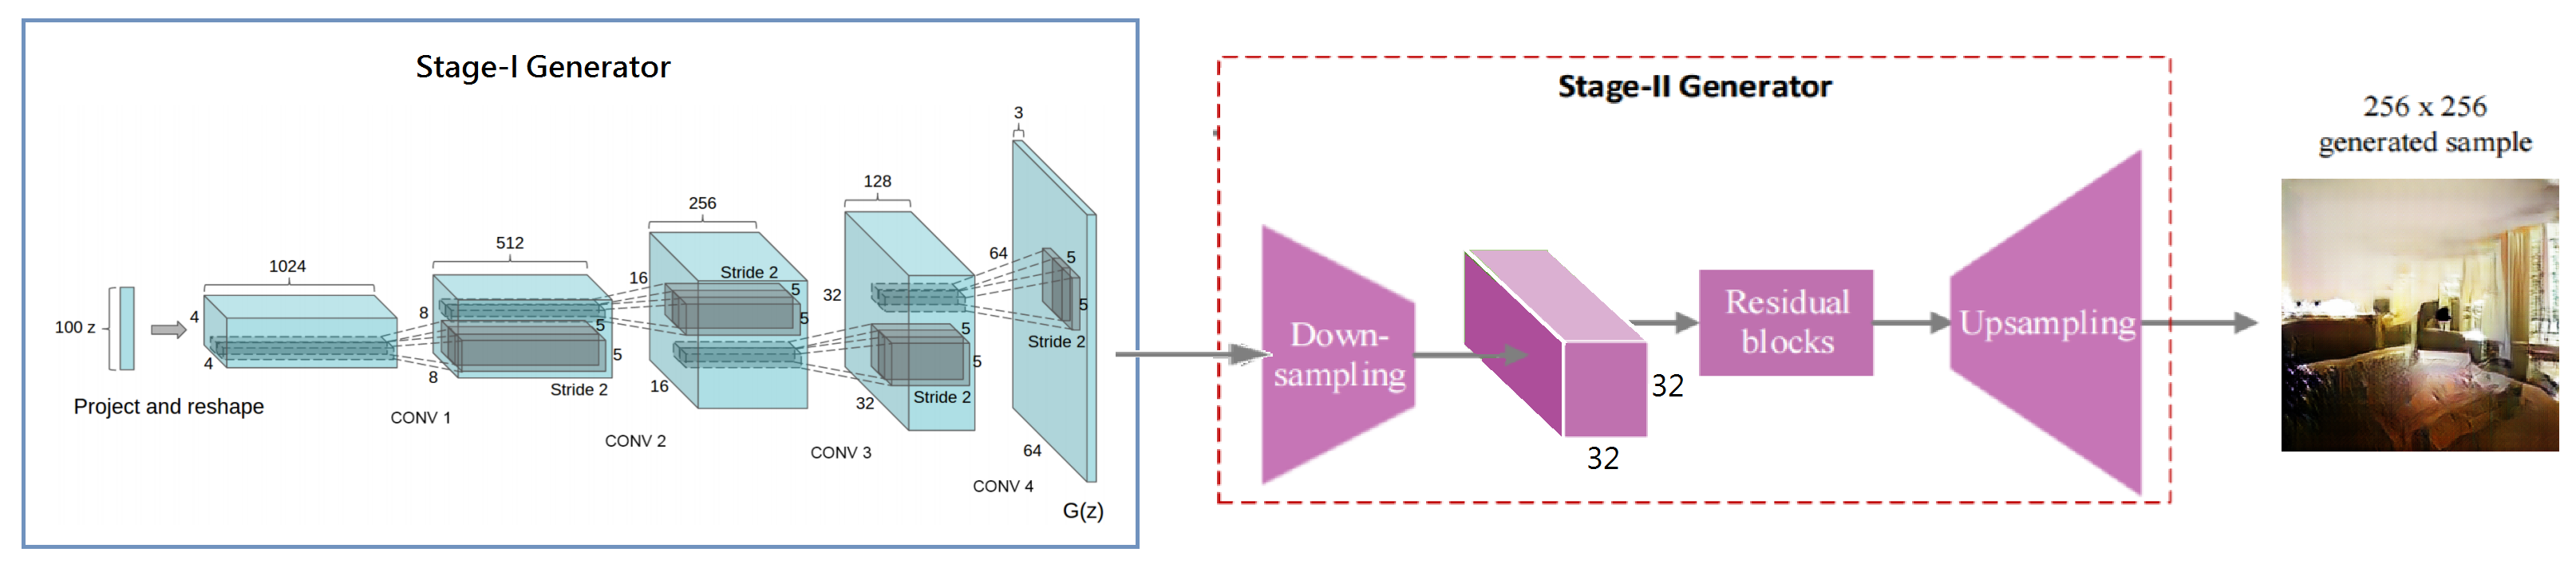 Stage-I Generator
100 z
Project and reshape
1024
4
4
512
8
8
5
5
Stride 2
CONV 1
256
16
16
Stride 2
5
5
CONV 2
128
32
32
5
5
Stride 2
CONV 3
3
64
64
5
5
Stride 2
CONV 4
G(z)
Stage-II Generator
Down-
sampling
32
32
Residual
blocks
Upsampling
256 x 256
generated sample